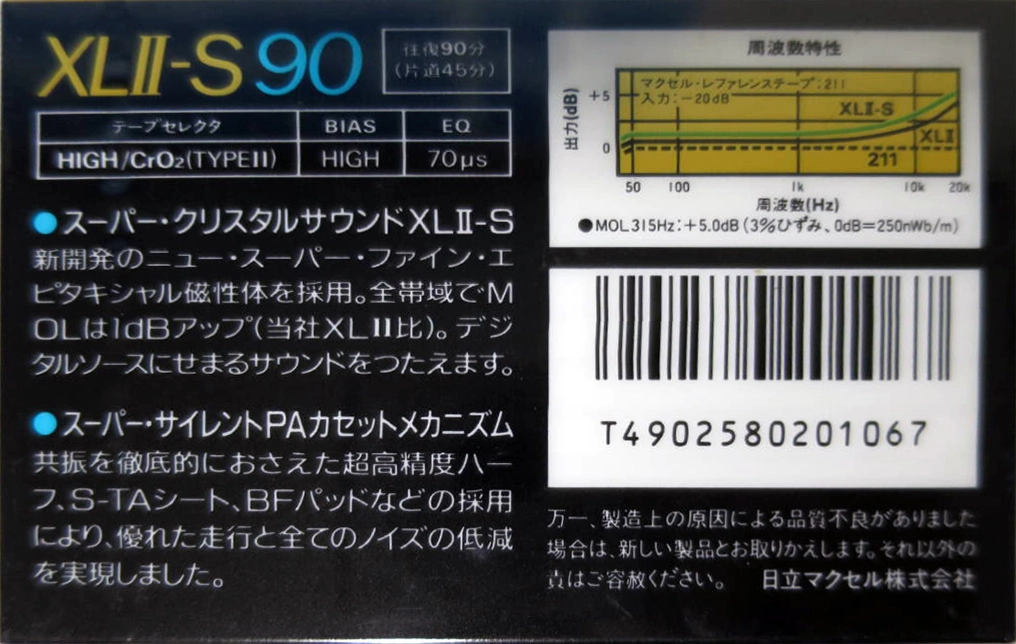 XLⅡ-S 90
往復90分
(片道45分)
テープセレクタ BIAS EQ
HIGH/CrO₂(TYPEⅡ) HIGH 70μs
●スーパー・クリスタルサウンドXLⅡ-S
新開発のニュー・スーパー・ファイン・エ
ピタキシャル磁性体を採用。全帯域でM
OLは1dBアップ(当社XLⅡ比)。デジ
タルソースにせまるサウンドをつたえます。
●スーパー・サイレントPAカセットメカニズム
共振を徹底的におさえた超高精度ハー
フ、S-TAシート、BFパッドなどの採用
により、優れた走行と全てのノイズの低減
を実現しました。
周波数特性
マクセル・レファレンステープ:211
入力:-20dB
出力(dB)
+5
0
XLⅡ-S
XLⅡ
211
50 100 1k 10k 20k
周波数(Hz)
●MOL315Hz:+5.0dB(3%ひずみ、0dB=250nWb/m)
T4902580201067
万一、製造上の原因による品質不良がありました
場合は、新しい製品とお取りかえします。それ以外の
責はご容赦ください。 日立マクセル株式会社